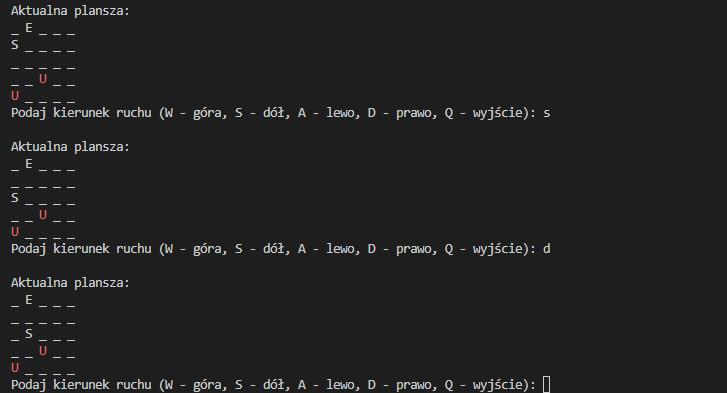 Aktualna plansza:
_ E _ _ _
S _ _ _ _
_ _ _ _ _
_ _ U _ _
U _ _ _ _
Podaj kierunek ruchu (W - góra, S - dół, A - lewo, D - prawo, Q - wyjście): s
Aktualna plansza:
_ E _ _ _
_ _ _ _ _
S _ _ _ _
_ _ U _ _
U _ _ _ _
Podaj kierunek ruchu (W - góra, S - dół, A - lewo, D - prawo, Q - wyjście): d
Aktualna plansza:
_ E _ _ _
_ _ _ _ _
_ S _ _ _
_ _ U _ _
U _ _ _ _
Podaj kierunek ruchu (W - góra, S - dół, A - lewo, D - prawo, Q - wyjście):